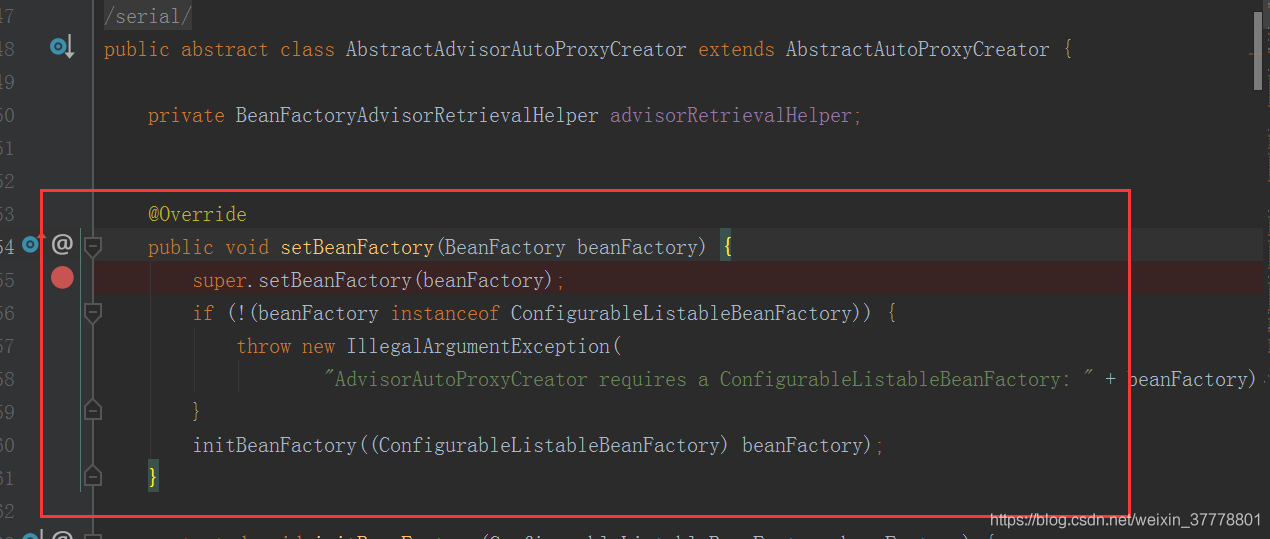 47 /serial/
48 public abstract class AbstractAdvisorAutoProxyCreator extends AbstractAutoProxyCreator {
49
50 private BeanFactoryAdvisorRetrievalHelper advisorRetrievalHelper;
51
52
53 @Override
54 @ public void setBeanFactory(BeanFactory beanFactory) {
55 super.setBeanFactory(beanFactory);
56 if (!(beanFactory instanceof ConfigurableListableBeanFactory)) {
57 throw new IllegalArgumentException(
58 "AdvisorAutoProxyCreator requires a ConfigurableListableBeanFactory: " + beanFactory)
59 }
60 initBeanFactory((ConfigurableListableBeanFactory) beanFactory);
61 }
62
https://blog.csdn.net/weixin_37778801